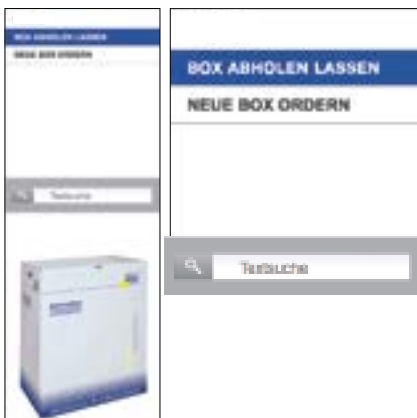 BOX ABHOLEN LASSEN
NEUE BOX ORDERN
Textsuche
BOX ABHOLEN LASSEN
NEUE BOX ORDERN
Textsuche